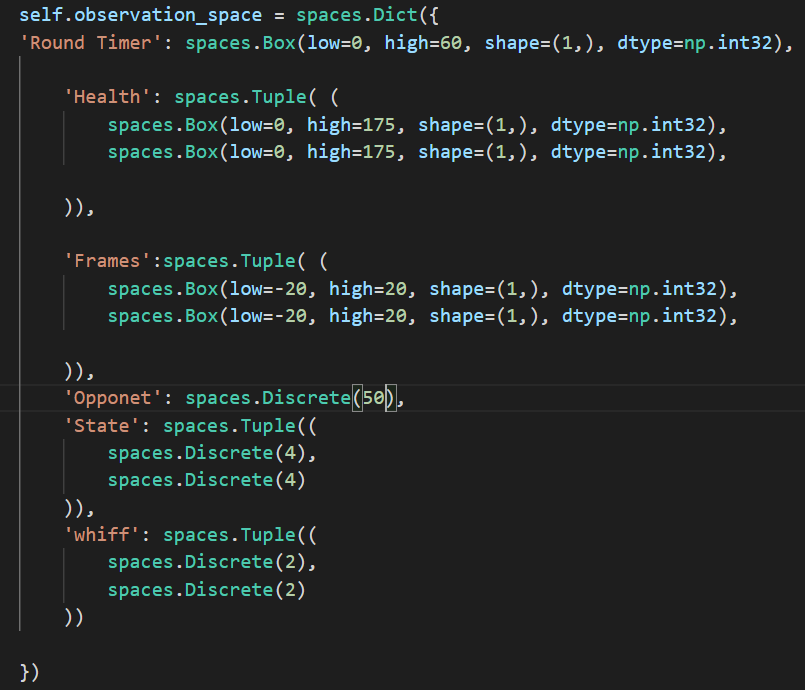 self.observation_space = spaces.Dict({
'Round Timer': spaces.Box(low=0, high=60, shape=(1,), dtype=np.int32),
'Health': spaces.Tuple( (
spaces.Box(low=0, high=175, shape=(1,), dtype=np.int32),
spaces.Box(low=0, high=175, shape=(1,), dtype=np.int32),
)),
'Frames':spaces.Tuple( (
spaces.Box(low=-20, high=20, shape=(1,), dtype=np.int32),
spaces.Box(low=-20, high=20, shape=(1,), dtype=np.int32),
)),
'Opponet': spaces.Discrete(50),
'State': spaces.Tuple((
spaces.Discrete(4),
spaces.Discrete(4)
)),
'whiff': spaces.Tuple((
spaces.Discrete(2),
spaces.Discrete(2)
))
})